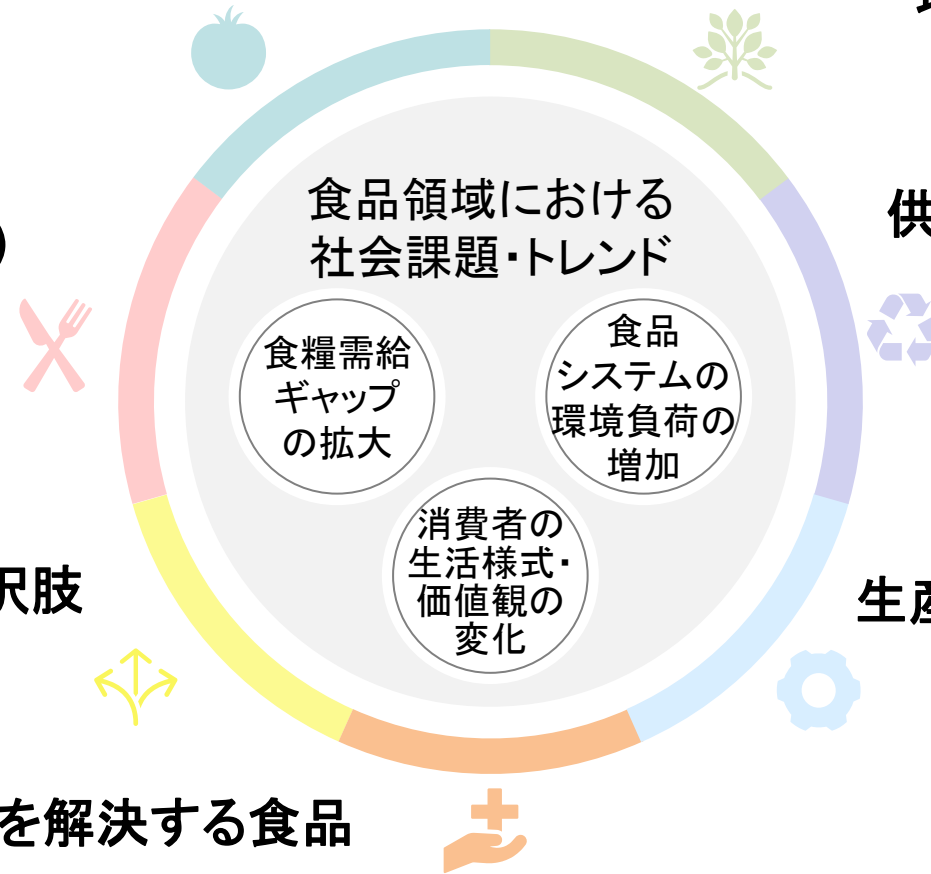 供
食品領域における
社会課題・トレンド
食糧需給
ギャップ
の拡大
食品
システムの
環境負荷の
増加
消費者の
生活様式・
価値観の
変化
択肢
生産
を解決する食品